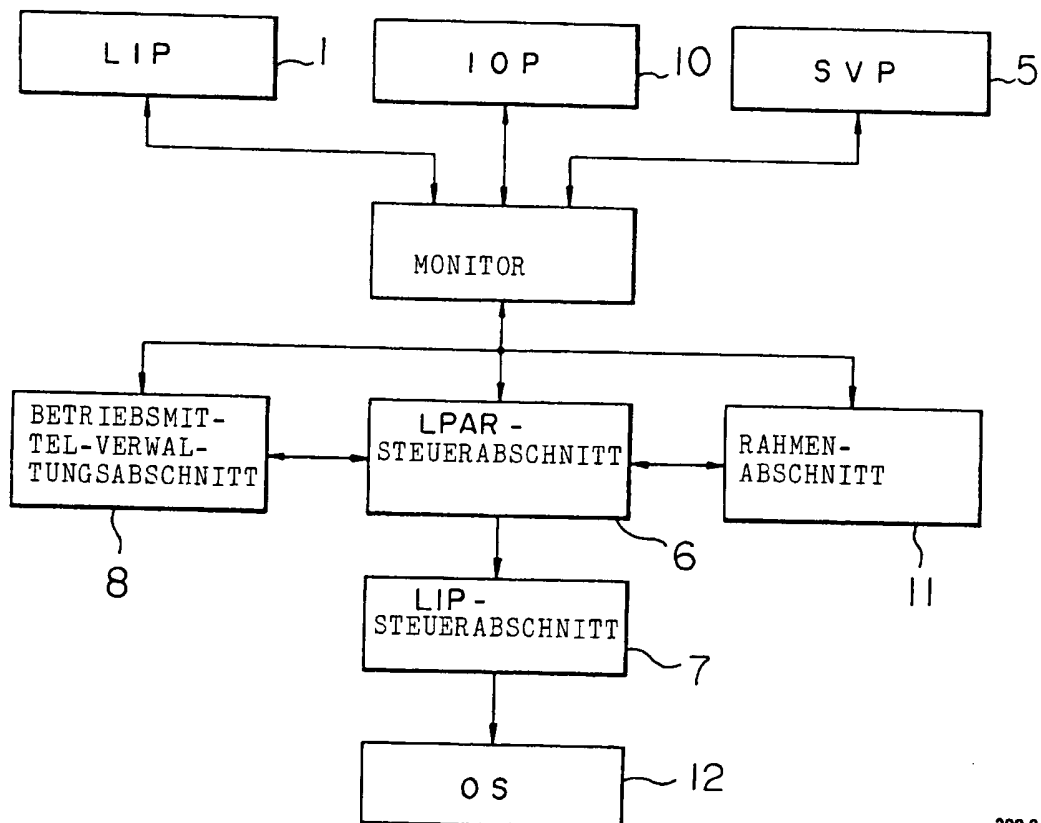 LIP
1
IOP
10
SVP
5
MONITOR
BETRIEBSMIT-
TEL-VERWAL-
TUNGSABSCHNITT
8
LPAR-
STEUERABSCHNITT
6
RAHMEN-
ABSCHNITT
11
LIP-
STEUERABSCHNITT
7
OS
12